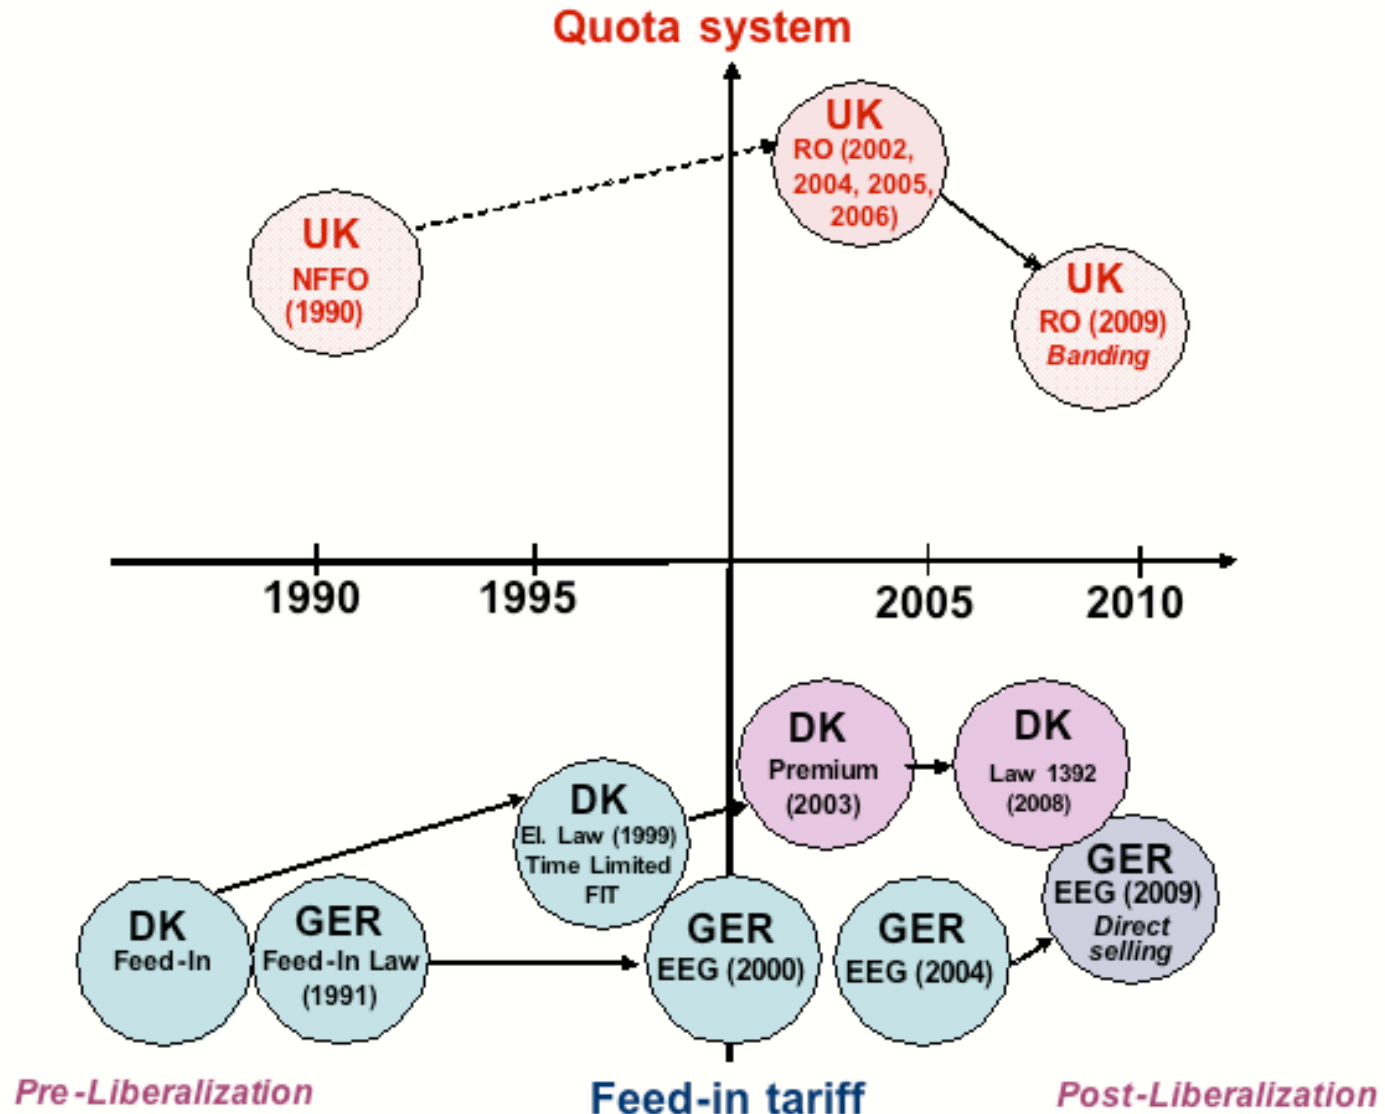 Quota system
UK
RO (2002,
2004, 2005,
2006)
UK
NFFO
(1990)
UK
RO (2009)
Banding
1990
1995
2005
2010
DK
Premium
(2003)
DK
Law 1392
(2008)
DK
El. Law (1999)
Time Limited
FIT
GER
EEG (2009)
Direct
selling
DK
Feed-In
GER
Feed-In Law
(1991)
GER
EEG (2000)
GER
EEG (2004)
Pre-Liberalization
Feed-in tariff
Post-Liberalization